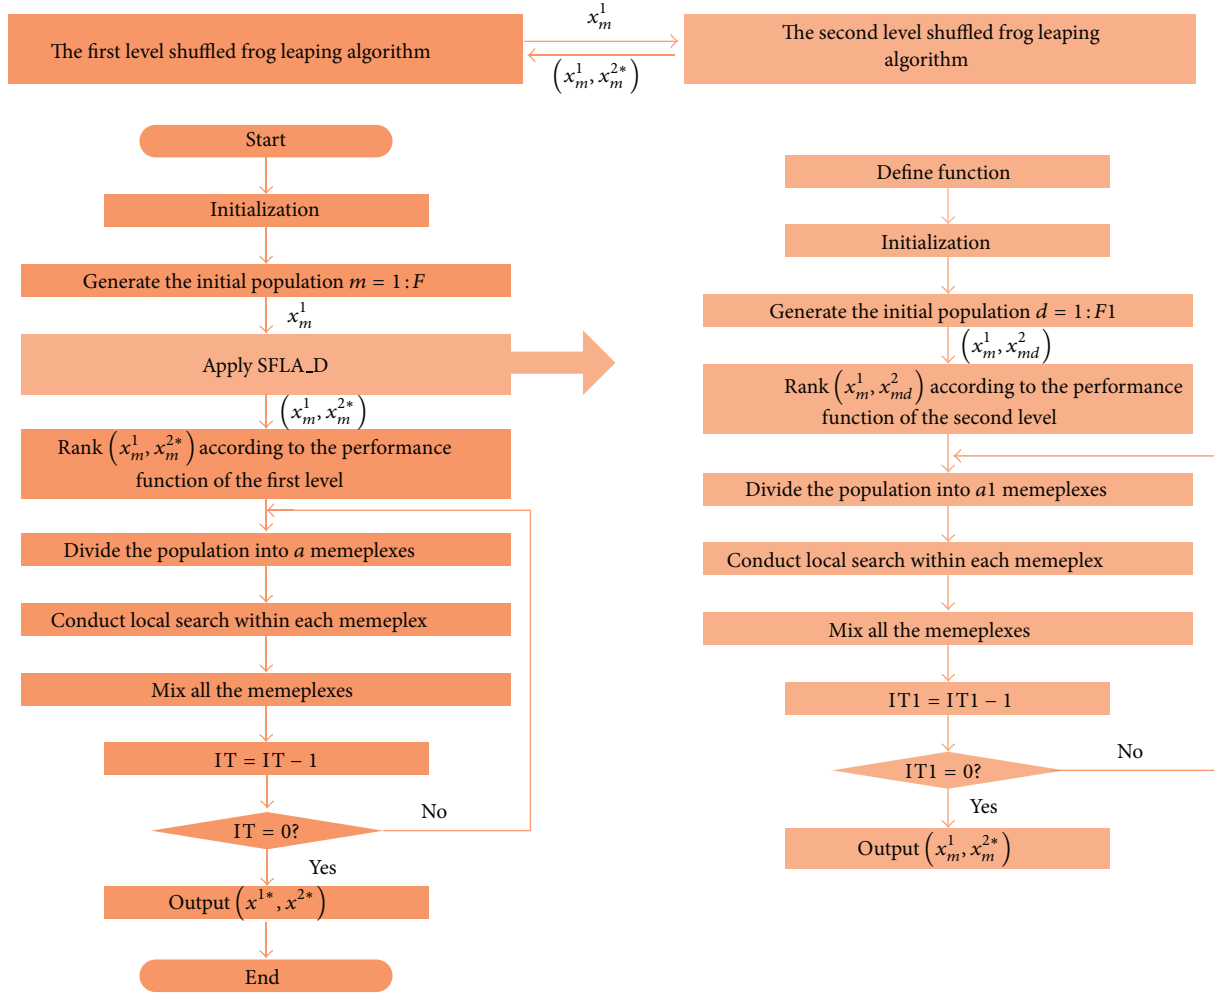 The first level shuffled frog leaping algorithm
x_m^1
(x_m^1, x_m^{2*})
The second level shuffled frog leaping
algorithm
Start
Initialization
Generate the initial population m = 1 : F
x_m^1
Apply SFLA_D
(x_m^1, x_m^{2*})
Rank (x_m^1, x_m^{2*}) according to the performance
function of the first level
Divide the population into a memeplexes
Conduct local search within each memeplex
Mix all the memeplexes
IT = IT − 1
IT = 0?
No
Yes
Output (x^{1*}, x^{2*})
End
Define function
Initialization
Generate the initial population d = 1 : F1
(x_m^1, x_{md}^2)
Rank (x_m^1, x_{md}^2) according to the performance
function of the second level
Divide the population into a1 memeplexes
Conduct local search within each memeplex
Mix all the memeplexes
IT1 = IT1 − 1
IT1 = 0?
No
Yes
Output (x_m^1, x_m^{2*})